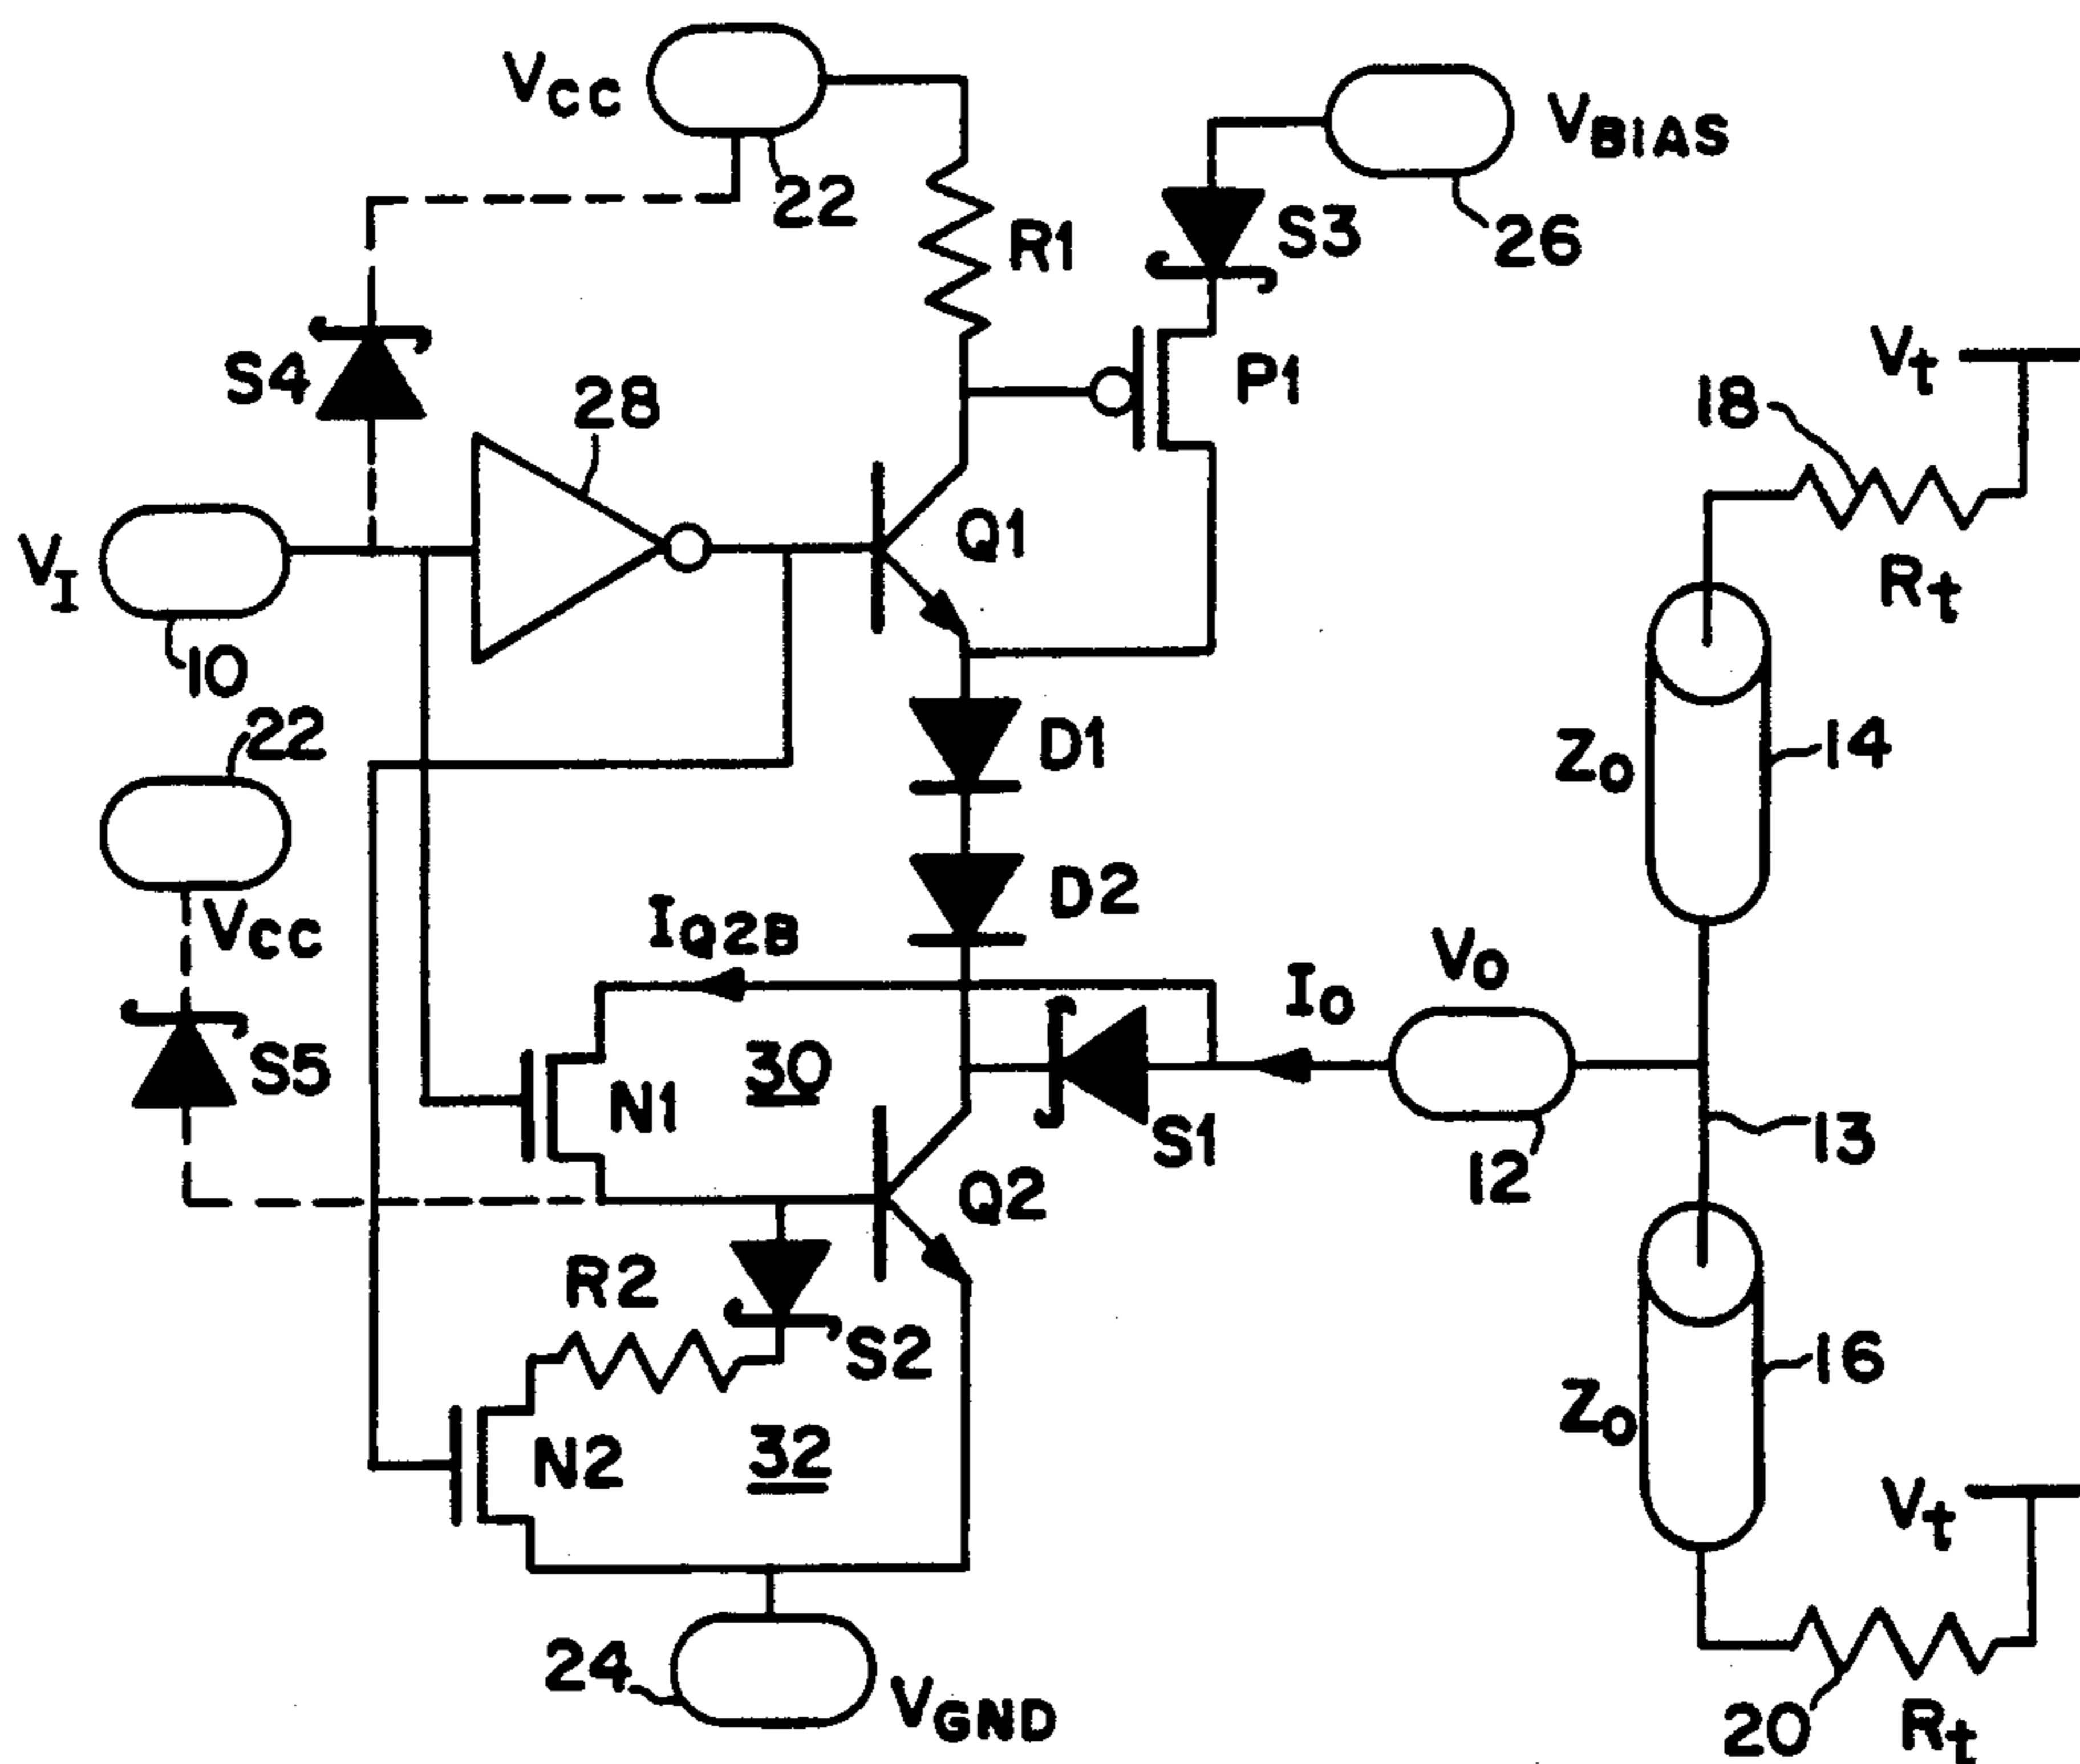 VCC
VBIAS
22
R1
S3
26
S4
P1
Vt
18
28
VI
Q1
Rt
10
22
D1
Z0
14
D2
VCC
IQ2B
VO
IO
S5
30
N1
S1
12
13
Q2
R2
S2
16
Z0
N2
32
Vt
24
VGND
20
Rt